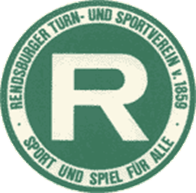 · RENDSBURGER TURN- UND SPORTVEREIN v. 1859 ·
R
SPORT UND SPIEL FÜR ALLE